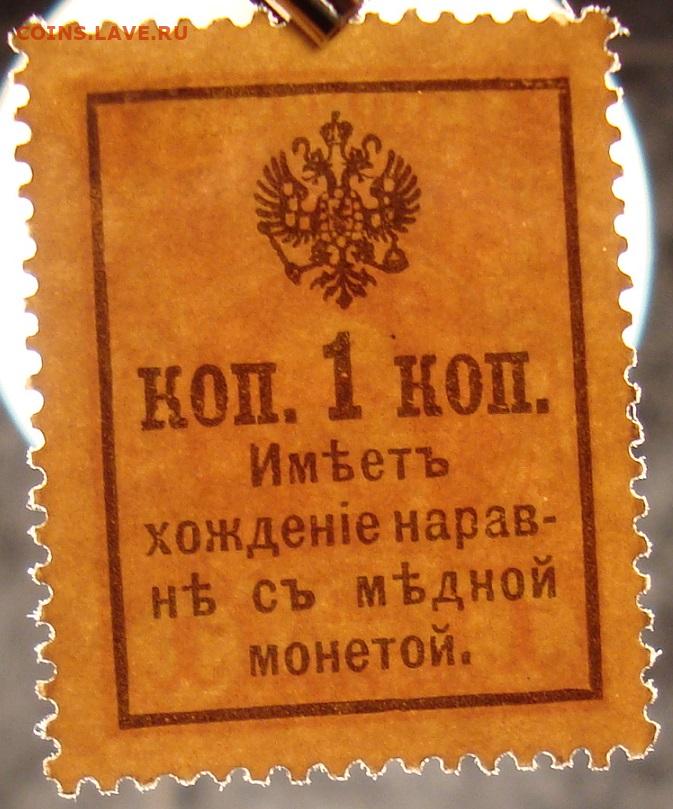 COINS.LAVE.RU
КОП. 1 КОП.
Имѣетъ
хожденіе нарав-
нѣ съ мѣдной
монетой.